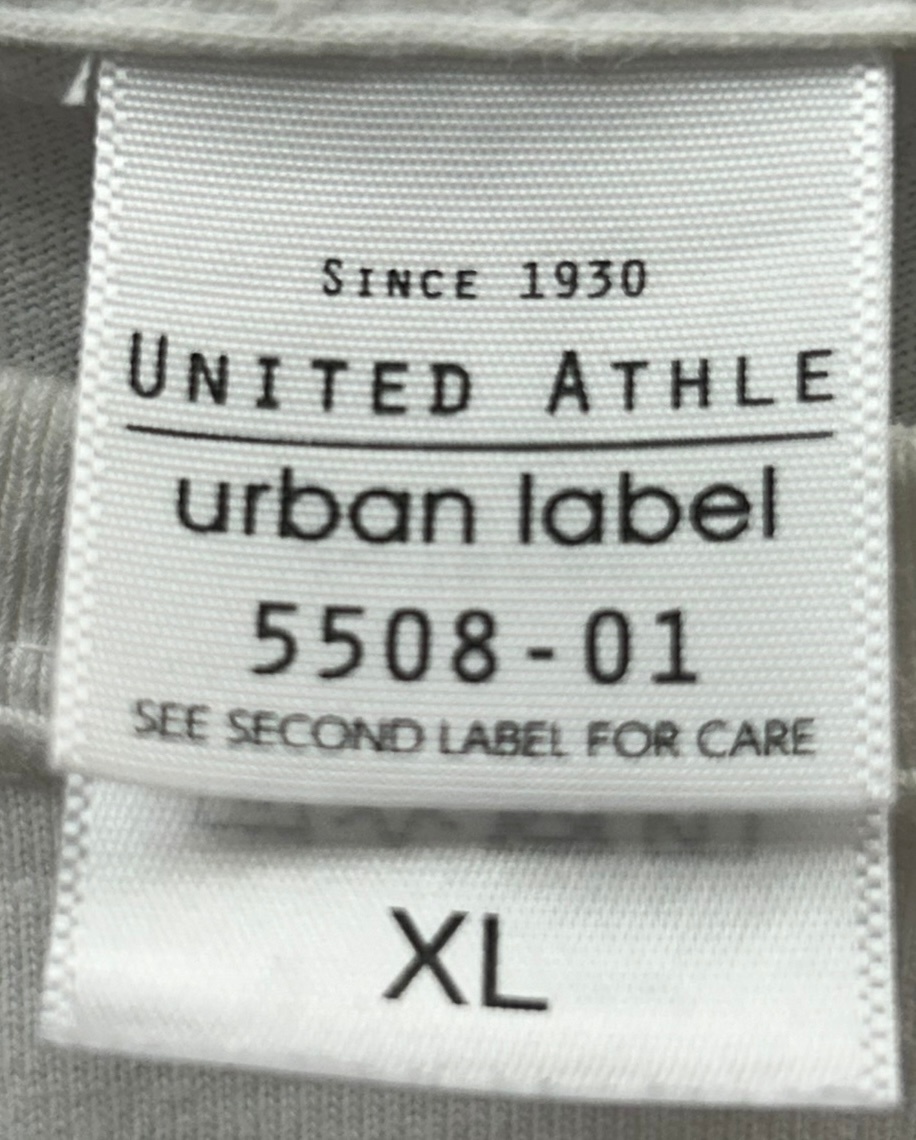 SINCE 1930
UNITED ATHLE
urban label
5508-01
SEE SECOND LABEL FOR CARE
XL